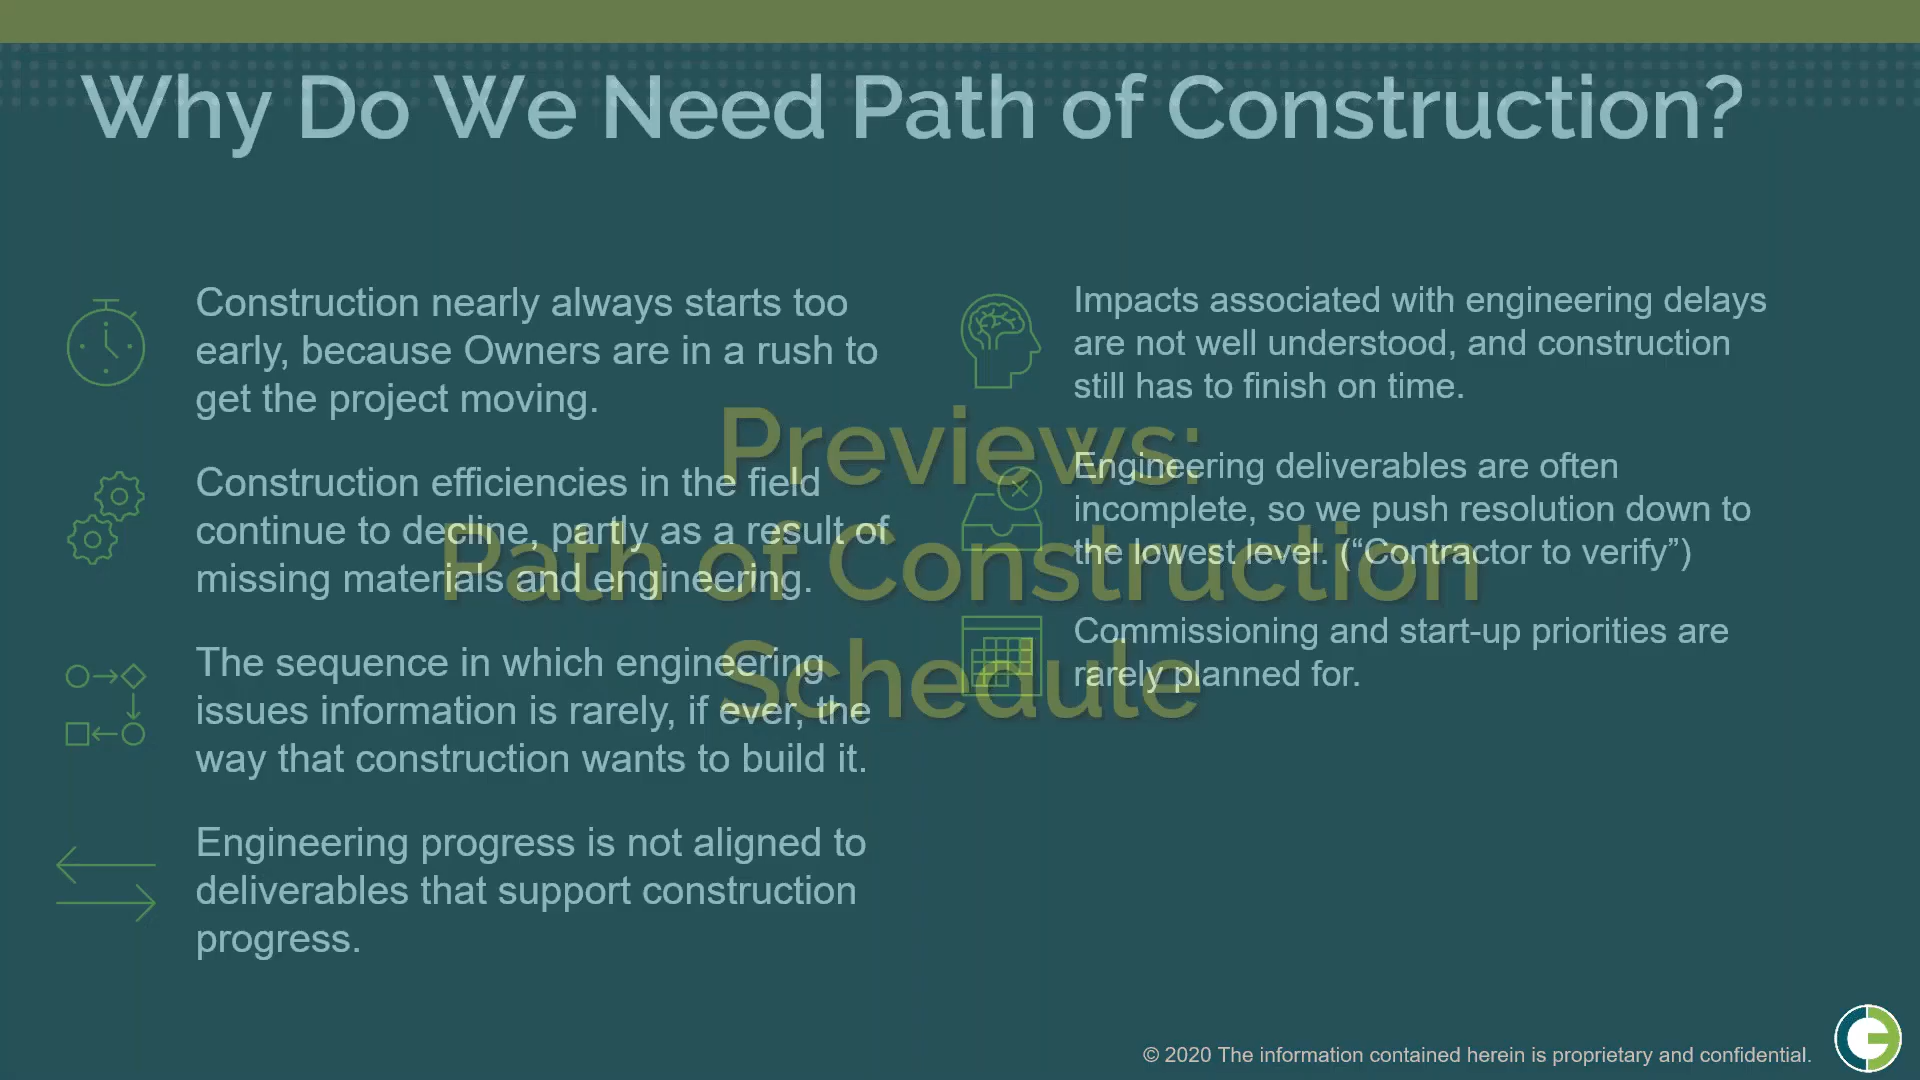 Why Do We Need Path of Construction?
Construction nearly always starts too
early, because Owners are in a rush to
get the project moving.
Construction efficiencies in the field
continue to decline, partly as a result of
missing materials and engineering.
The sequence in which engineering
issues information is rarely, if ever, the
way that construction wants to build it.
Engineering progress is not aligned to
deliverables that support construction
progress.
Impacts associated with engineering delays
are not well understood, and construction
still has to finish on time.
Engineering deliverables are often
incomplete, so we push resolution down to
the lowest level. (“Contractor to verify”)
Commissioning and start-up priorities are
rarely planned for.
Previews:
Path of Construction
Schedule
© 2020 The information contained herein is proprietary and confidential.